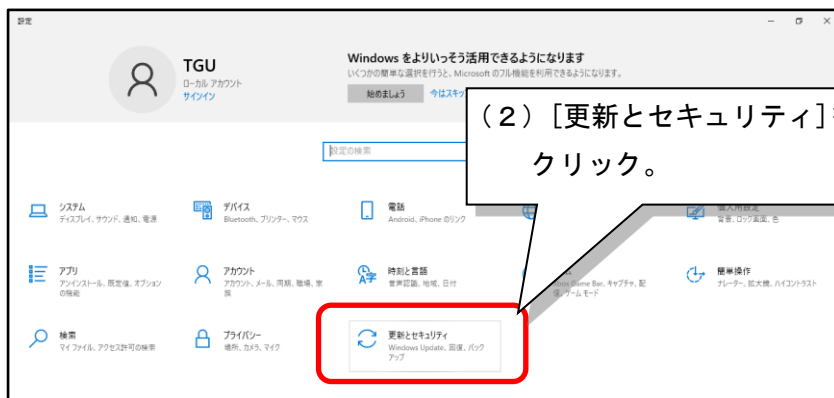 設定
TGU
ローカル アカウント
サインイン
Windows をよりいっそう活用できるようになります
いくつかの簡単な選択を行うと、Microsoft のフル機能を利用できるようになります。
始めましょう
今はスキッ
(2)[更新とセキュリティ]
クリック。
設定の検索
システム
ディスプレイ、サウンド、通知、電源
デバイス
Bluetooth、プリンター、マウス
電話
Android、iPhone のリンク
個人用設定
背景、ロック画面、色
アプリ
アンインストール、既定値、オプション
の機能
アカウント
アカウント、メール、同期、職場、家
族
時刻と言語
音声認識、地域、日付
Game Bar、キャプチャ、配
ゲーム モード
簡単操作
ナレーター、拡大鏡、ハイコントラスト
検索
マイ ファイル、アクセス許可の検索
プライバシー
場所、カメラ、マイク
更新とセキュリティ
Windows Update、回復、バック
アップ